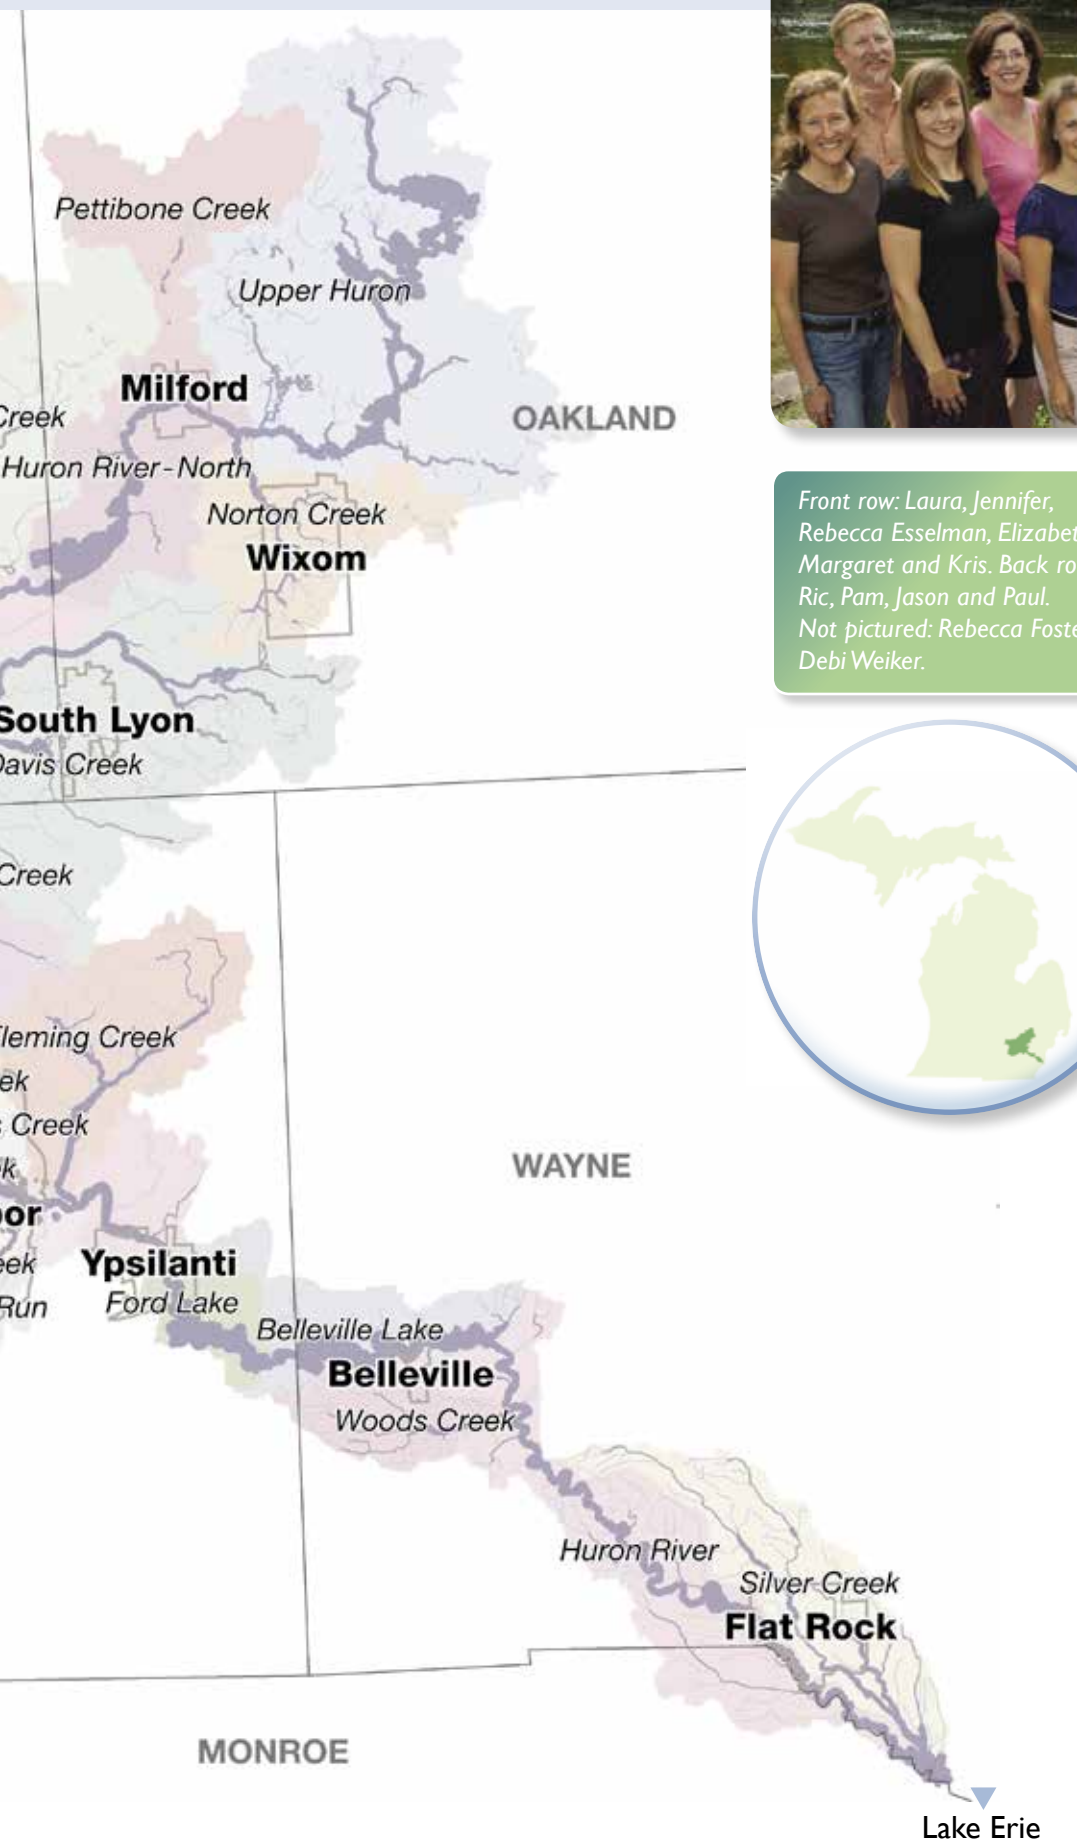 Pettibone Creek
Upper Huron
Milford
Creek
OAKLAND
Huron River-North
Norton Creek
Wixom
South Lyon
Davis Creek
Creek
Fleming Creek
Creek
WAYNE
Ypsilanti
Ford Lake
Run
Belleville Lake
Belleville
Woods Creek
Huron River
Silver Creek
Flat Rock
MONROE
Lake Erie
Front row: Laura, Jennifer,
Rebecca Esselman,
Margaret and Kris. Back
Ric, Pam, Jason and Paul.
Not pictured: Rebecca
Debi Weiker.